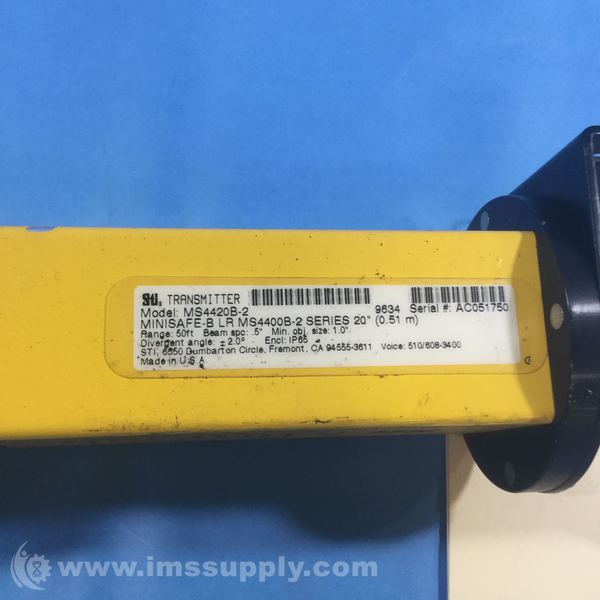 STI TRANSMITTER
Model: MS4420B-2 9634 Serial #: AC051750
MINISAFE-B LR MS4400B-2 SERIES 20" (0.51 m)
Range: 50ft Beam spc: .5" Min. obj. size: 1.0"
Divergent angle: ± 2.0° Encl: IP65
STI, 6550 Dumbarton Circle, Fremont, CA 94555-3611 Voice: 510/608-3400
Made in U.S.A.
www.imssupply.com